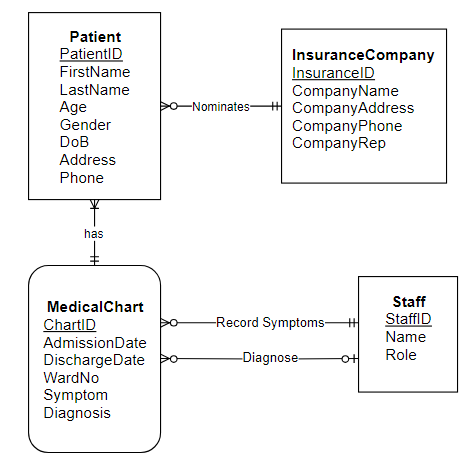 Patient
PatientID
FirstName
LastName
Age
Gender
DoB
Address
Phone
Nominates
InsuranceCompany
InsuranceID
CompanyName
CompanyAddress
CompanyPhone
CompanyRep
has
MedicalChart
ChartID
AdmissionDate
DischargeDate
WardNo
Symptom
Diagnosis
Record Symptoms
Diagnose
Staff
StaffID
Name
Role